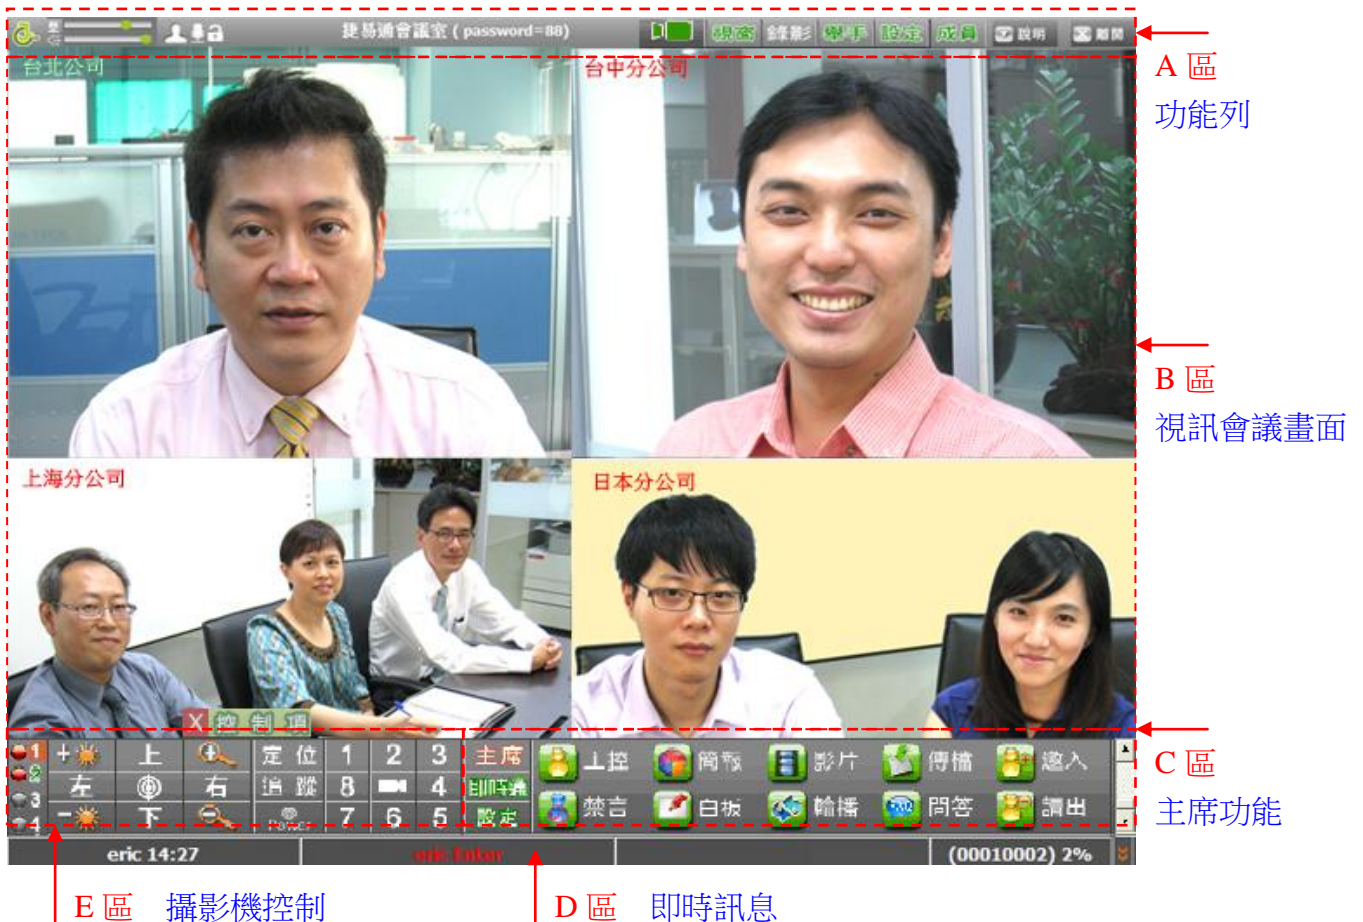 捷易通會議室 ( password=88)
視窗 錄影 舉手 設定 成員 說明 離開
A 區
功能列
台北公司
台中分公司
B 區
視訊會議畫面
上海分公司
日本分公司
X 控 制 項
1 + 上 定 位 1 2 3 主席 主控 簡報 影片 傳檔 邀入
2 左 右 追 蹤 8 4 即時通
3 禁言 白板 輪播 問答 請出
4 - 下 Power 7 6 5 設定
C 區
主席功能
eric 14:27 eric Enter (00010002) 2%
E 區 攝影機控制
D 區 即時訊息